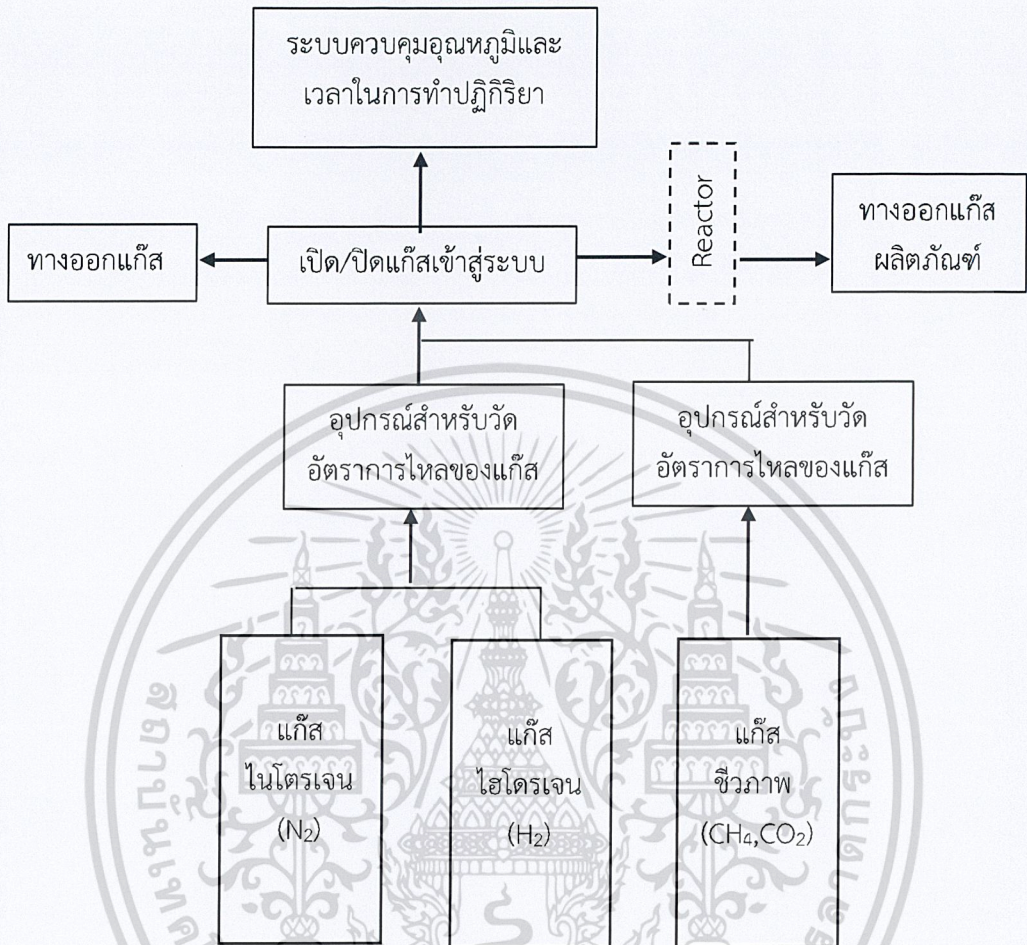 ระบบควบคุมอุณหภูมิและ
เวลาในการทำปฏิกิริยา
ทางออกแก๊ส
เปิด/ปิดแก๊สเข้าสู่ระบบ
Reactor
ทางออกแก๊ส
ผลิตภัณฑ์
อุปกรณ์สำหรับวัด
อัตราการไหลของแก๊ส
อุปกรณ์สำหรับวัด
อัตราการไหลของแก๊ส
แก๊ส
ไนโตรเจน
(N₂)
แก๊ส
ไฮโดรเจน
(H₂)
แก๊ส
ชีวภาพ
(CH₄,CO₂)